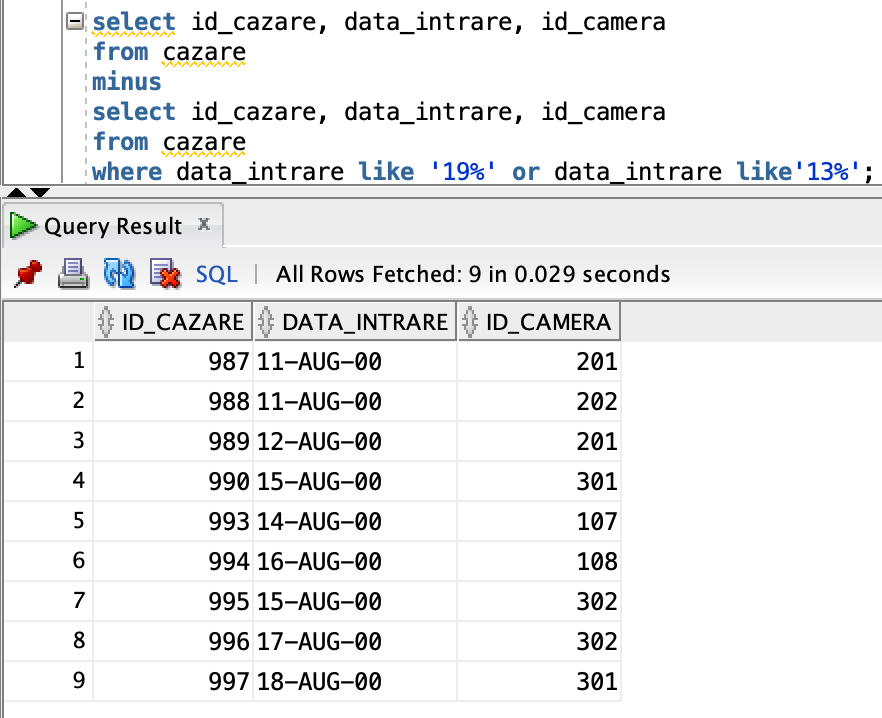 select id_cazare, data_intrare, id_camera
from cazare
minus
select id_cazare, data_intrare, id_camera
from cazare
where data_intrare like '19%' or data_intrare like'13%';
Query Result x
SQL | All Rows Fetched: 9 in 0.029 seconds
ID_CAZARE DATA_INTRARE ID_CAMERA
1 987 11-AUG-00 201
2 988 11-AUG-00 202
3 989 12-AUG-00 201
4 990 15-AUG-00 301
5 993 14-AUG-00 107
6 994 16-AUG-00 108
7 995 15-AUG-00 302
8 996 17-AUG-00 302
9 997 18-AUG-00 301